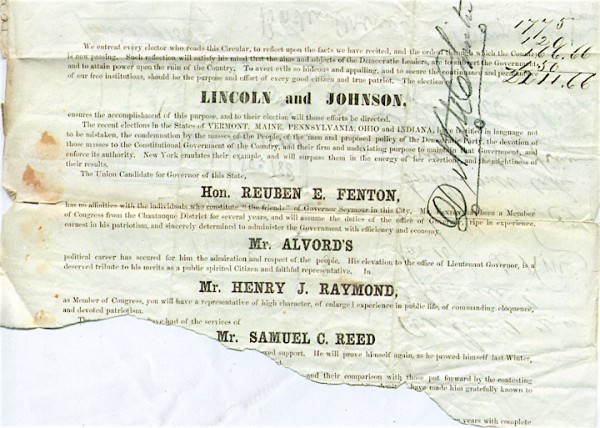 1775
26.00
50
We entreat every elector who reads this Circular, to reflect upon the facts we have recited, and the ordeal through which the
is now passing. Such reflection will satisfy his mind that the aims and objects of the Democratic Leaders, are to subvert the Government
and to attain power upon the ruin of the Country. To avert evils so hideous and appalling, and to secure the continuance and
of our free institutions, should be the purpose and effort of every good citizen and true patriot. The election
LINCOLN and JOHNSON,
ensures the accomplishment of this purpose, and to their election will those efforts be directed.
The recent elections in the States of VERMONT, MAINE, PENNSYLVANIA, OHIO and INDIANA, have testified in language not
to be mistaken, the condemnation by the masses of the People, of the men and proposed policy of the Democratic Party, the devotion of
those masses to the Constitutional Government of the Country, and their firm and undeviating purpose to maintain that Government, and
enforce its authority. New York emulates their example, and will surpass them in the energy of her exertions and the mightiness of
their results.
The Union Candidate for Governor of this State,
Hon. REUBEN E. FENTON,
has no affinities with the individuals who constitute "the friends" of Governor Seymour in this City. Mr. Fenton has been a Member
of Congress from the Chautauque District for several years, and will assume the duties of the office of Governor ripe in experience,
earnest in his patriotism, and sincerely determined to administer the Government with efficiency and economy.
Mr. ALVORD'S
political career has secured for him the admiration and respect of the people. His elevation to the office of Lieutenant Governor, is a
deserved tribute to his merits as a public spirited Citizen and faithful representative. In
Mr. HENRY J. RAYMOND,
as Member of Congress, you will have a representative of high character, of enlarged experience in public life, of commanding eloquence,
and devoted patriotism.
have had of the services of
Mr. SAMUEL C. REED
support. He will prove himself again, as he proved himself last Winter,
and their comparison with those put forward by the contesting
have made him gratefully known to
years with complete